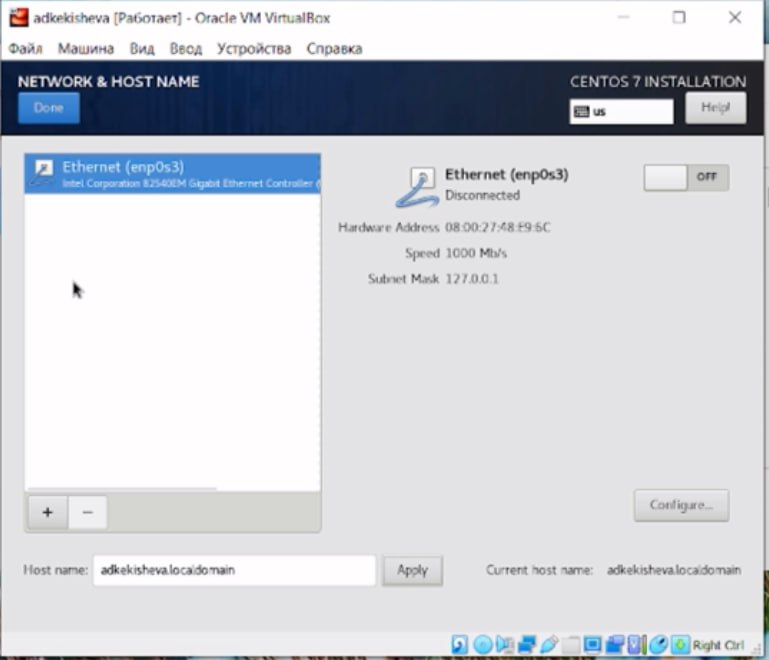 adkekisheva [Работает] - Oracle VM VirtualBox
Файл Машина Вид Ввод Устройства Справка
NETWORK & HOST NAME
CENTOS 7 INSTALLATION
Done
us
Help!
Ethernet (enp0s3)
Intel Corporation 82540EM Gigabit Ethernet Controller (
Ethernet (enp0s3)
Disconnected
OFF
Hardware Address 08:00:27:48:E9:6C
Speed 1000 Mb/s
Subnet Mask 127.0.0.1
+ −
Configure...
Host name: adkekisheva.localdomain
Apply
Current host name: adkekisheva.localdomain
Right Ctrl